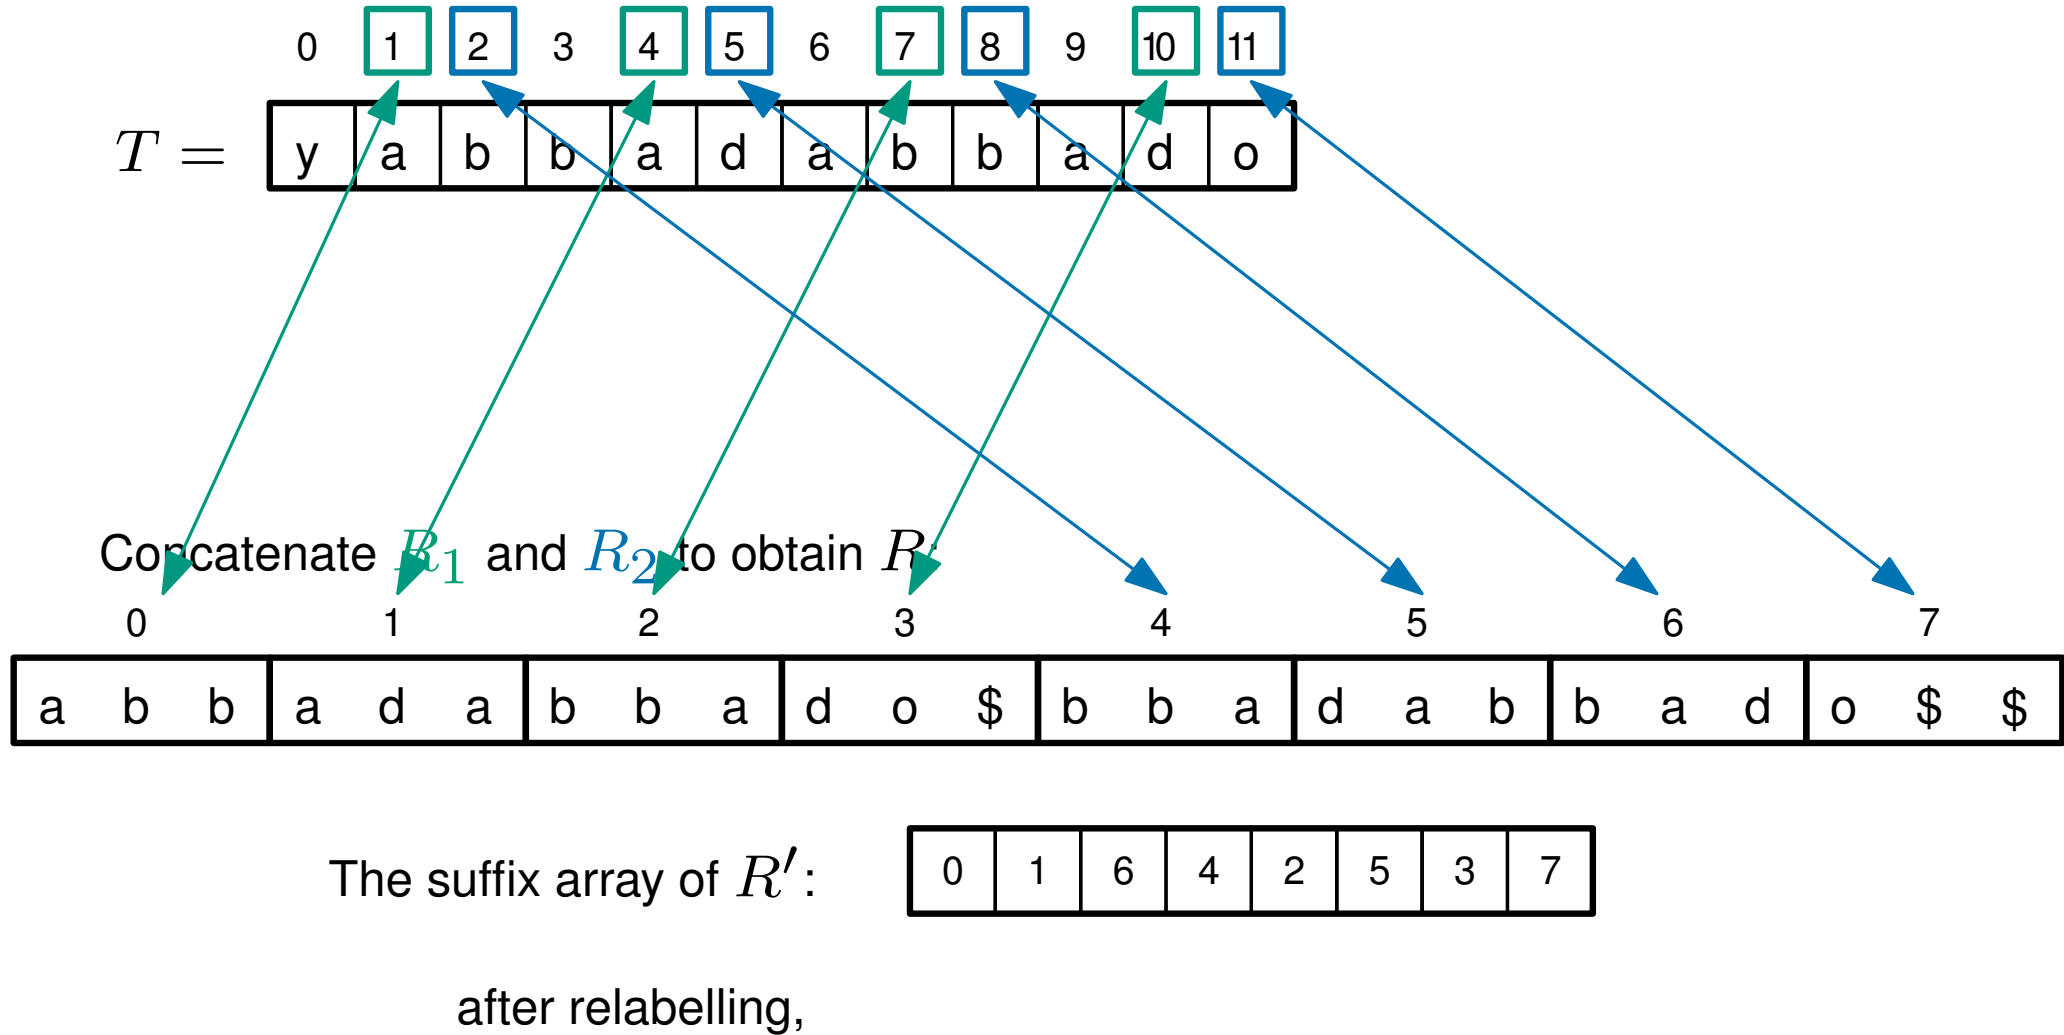 0 1 2 3 4 5 6 7 8 9 10 11
T = y a b b a d a b b a d o
Concatenate R₁ and R₂ to obtain R:
0 1 2 3 4 5 6 7
a b b a d a b b a d o $ b b a d a b b a d o $ $
The suffix array of R′: 0 1 6 4 2 5 3 7
after relabelling,